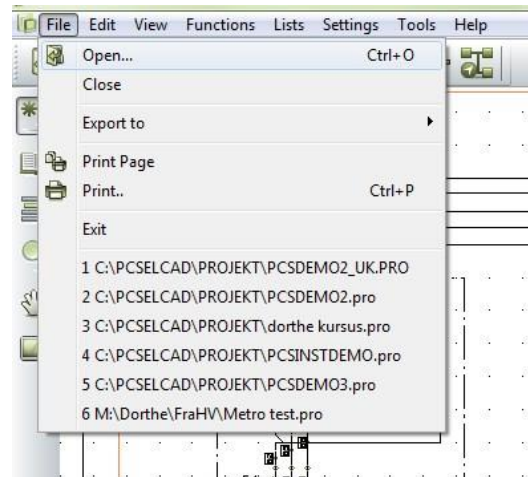 File Edit View Functions Lists Settings Tools Help
Open... Ctrl+O
Close
Export to
Print Page
Print.. Ctrl+P
Exit
1 C:\PCSELCAD\PROJEKT\PCSDEMO2_UK.PRO
2 C:\PCSELCAD\PROJEKT\PCSDEMO2.pro
3 C:\PCSELCAD\PROJEKT\dorthe kursus.pro
4 C:\PCSELCAD\PROJEKT\PCSINSTDEMO.pro
5 C:\PCSELCAD\PROJEKT\PCSDEMO3.pro
6 M:\Dorthe\FraHV\Metro test.pro